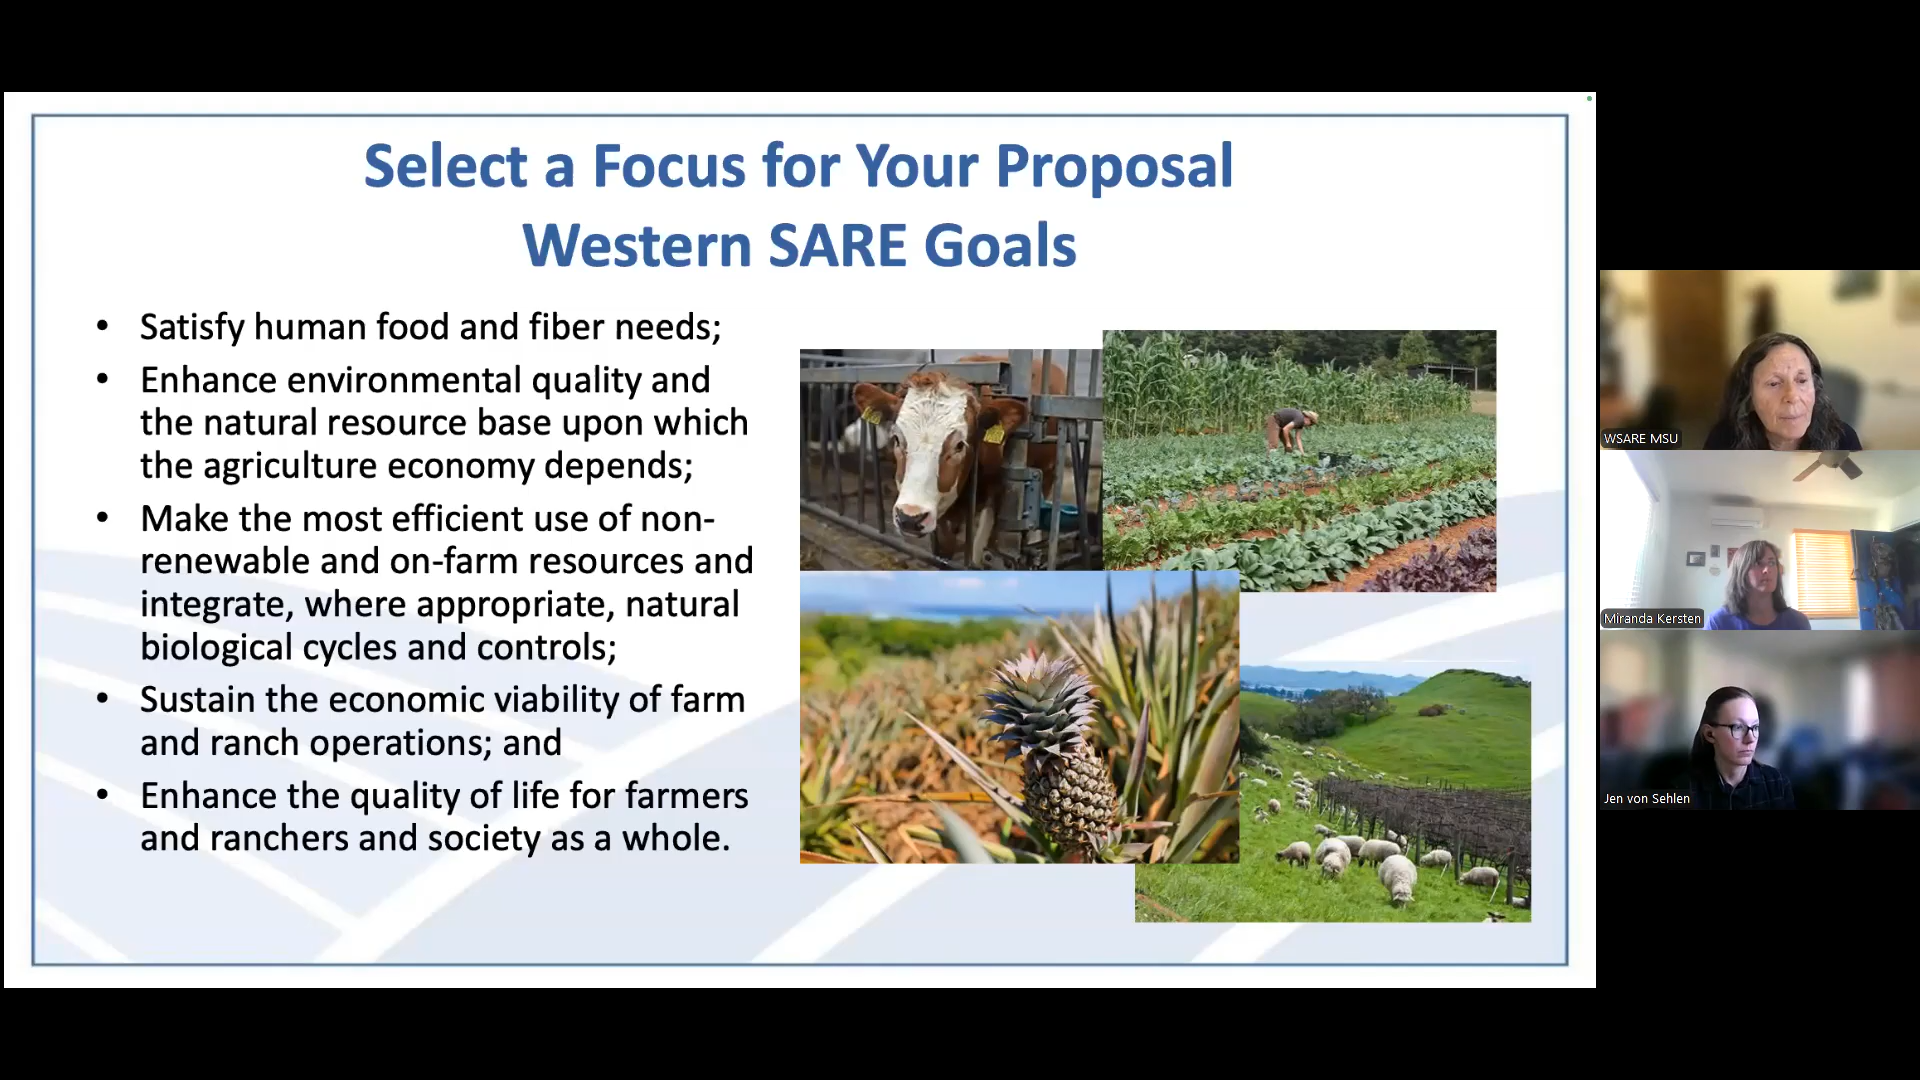 Select a Focus for Your Proposal
Western SARE Goals
• Satisfy human food and fiber needs;
• Enhance environmental quality and
the natural resource base upon which
the agriculture economy depends;
• Make the most efficient use of non-
renewable and on-farm resources and
integrate, where appropriate, natural
biological cycles and controls;
• Sustain the economic viability of farm
and ranch operations; and
• Enhance the quality of life for farmers
and ranchers and society as a whole.
WSARE MSU
Miranda Kersten
Jen von Sehlen